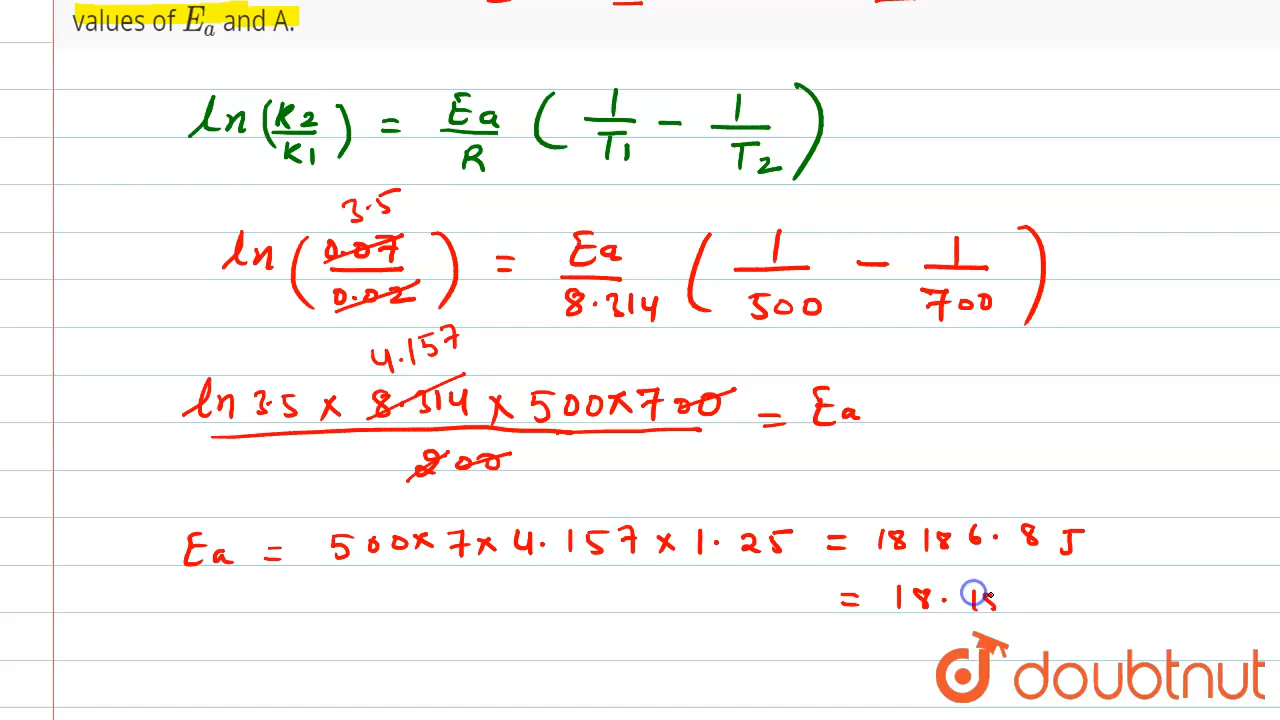 values of Ea and A.
ln (K2/K1) = Ea/R (1/T1 - 1/T2)
3.5
ln (0.07/0.02) = Ea/8.314 (1/500 - 1/700)
4.157
ln 3.5 × 8.314 × 500 × 700 / 200 = Ea
Ea = 500 × 7 × 4.157 × 1.25 = 18186.8 J
= 18.18
doubtnut